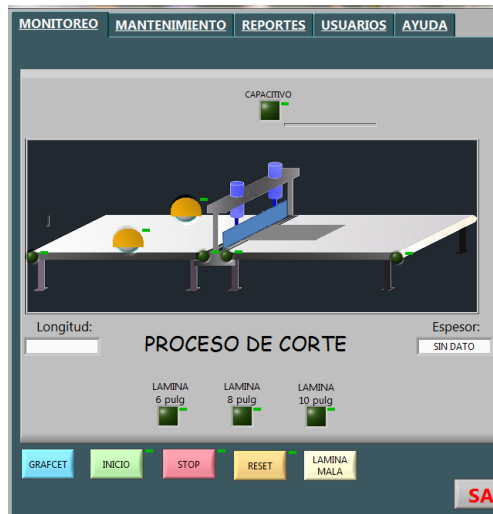 MONITOREO MANTENIMIENTO REPORTES USUARIOS AYUDA
CAPACITIVO
Longitud:
Espesor:
PROCESO DE CORTE
SIN DATO
LAMINA LAMINA LAMINA
6 pulg 8 pulg 10 pulg
GRAFCET INICIO STOP RESET LAMINA
MALA
SA